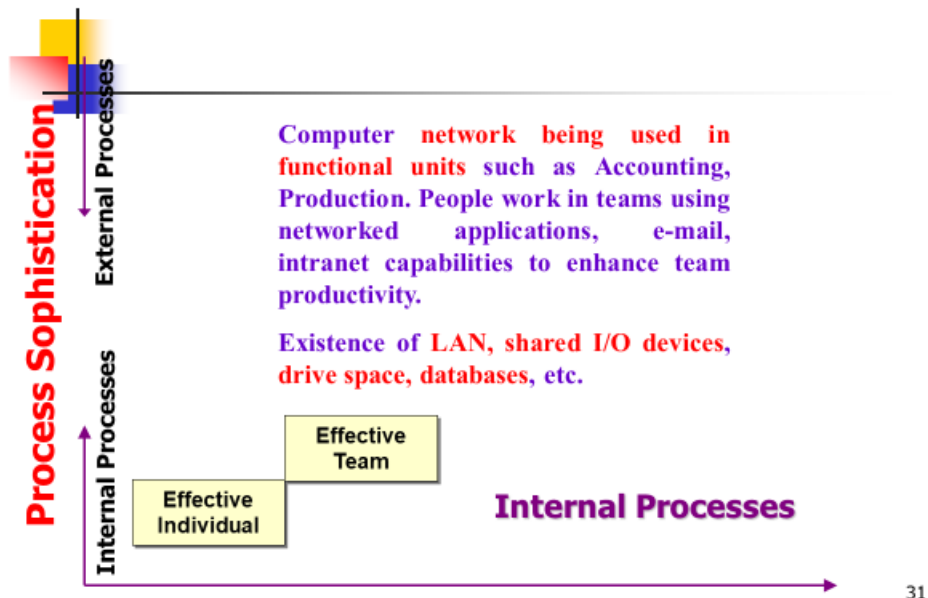 Process Sophistication
External Processes
Internal Processes
Computer network being used in
functional units such as Accounting,
Production. People work in teams using
networked applications, e-mail,
intranet capabilities to enhance team
productivity.
Existence of LAN, shared I/O devices,
drive space, databases, etc.
Effective
Team
Effective
Individual
Internal Processes
31